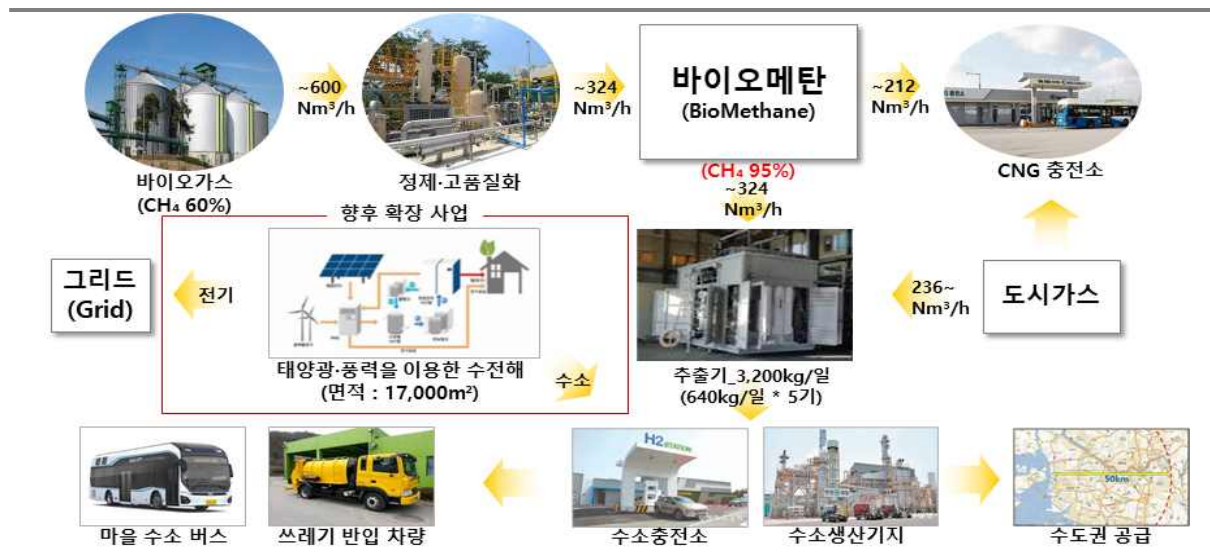 ~600
Nm³/h
~324
Nm³/h
바이오메탄
(BioMethane)
~212
Nm³/h
바이오가스
(CH₄ 60%)
정제·고품질화
(CH₄ 95%)
~324
Nm³/h
CNG 충전소
향후 확장 사업
그리드
(Grid)
전기
태양광·풍력을 이용한 수전해
(면적 : 17,000m²)
수소
236~
Nm³/h
도시가스
추출기_3,200kg/일
(640kg/일 * 5기)
H2
STATION
50km
마을 수소 버스
쓰레기 반입 차량
수소충전소
수소생산기지
수도권 공급